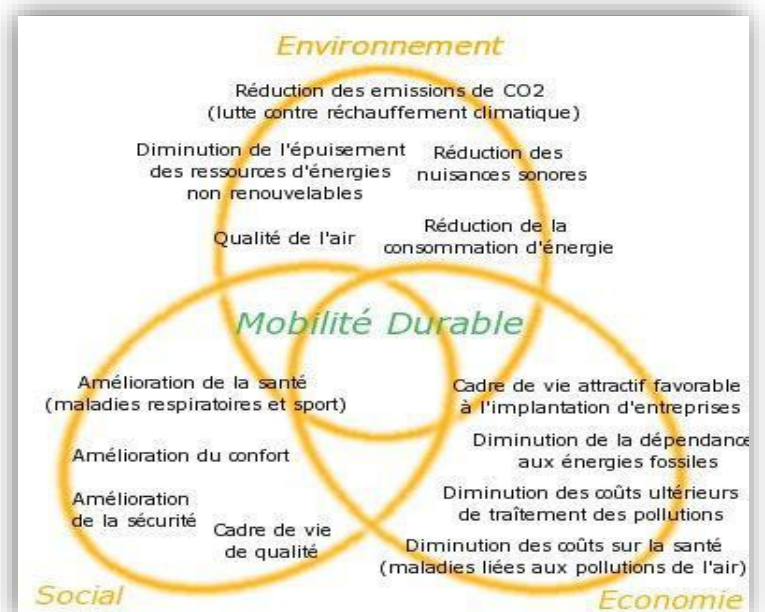 Environnement
Réduction des emissions de CO2
(lutte contre réchauffement climatique)
Diminution de l'épuisement
des ressources d'énergies
non renouvelables
Réduction des
nuisances sonores
Qualité de l'air
Réduction de la
consommation d'énergie
Mobilité Durable
Amélioration de la santé
(maladies respiratoires et sport)
Amélioration du confort
Amélioration
de la sécurité
Cadre de vie
de qualité
Cadre de vie attractif favorable
à l'implantation d'entreprises
Diminution de la dépendance
aux énergies fossiles
Diminution des coûts ultérieurs
de traîtement des pollutions
Diminution des coûts sur la santé
(maladies liées aux pollutions de l'air)
Social
Economie